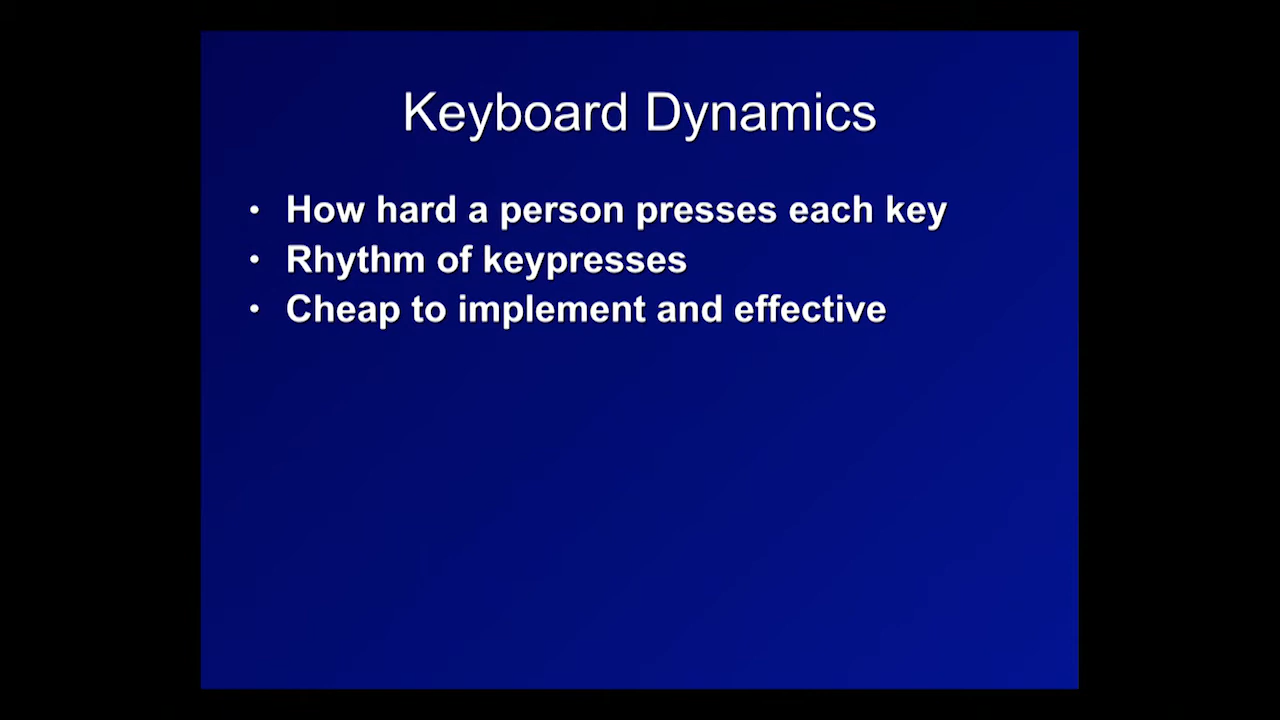 Keyboard Dynamics
• How hard a person presses each key
• Rhythm of keypresses
• Cheap to implement and effective